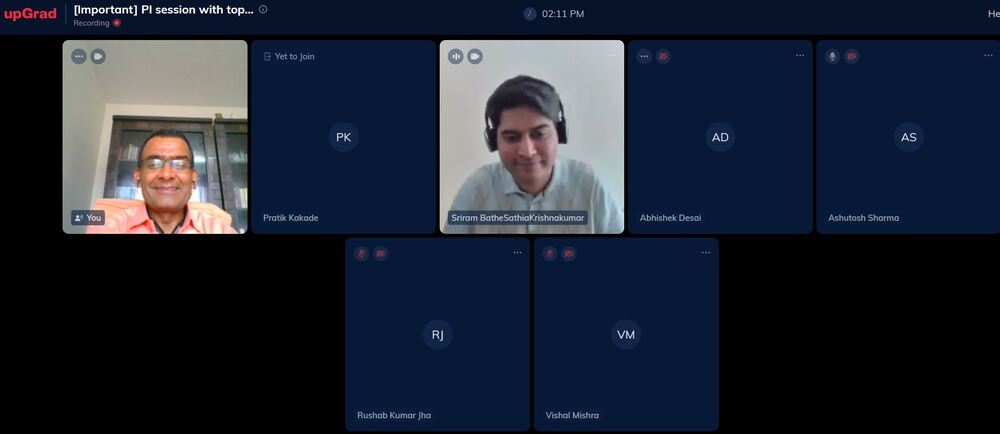 upGrad
[Important] PI session with top...
Recording
02:11 PM
He
You
Yet to Join
PK
Pratik Kakade
Sriram BatheSathiaKrishnakumar
AD
Abhishek Desai
AS
Ashutosh Sharma
RJ
Rushab Kumar Jha
VM
Vishal Mishra